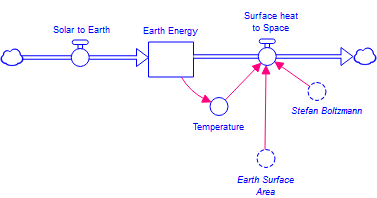 Solar to Earth
Earth Energy
Surface heat
to Space
Stefan Boltzmann
Temperature
Earth Surface
Area